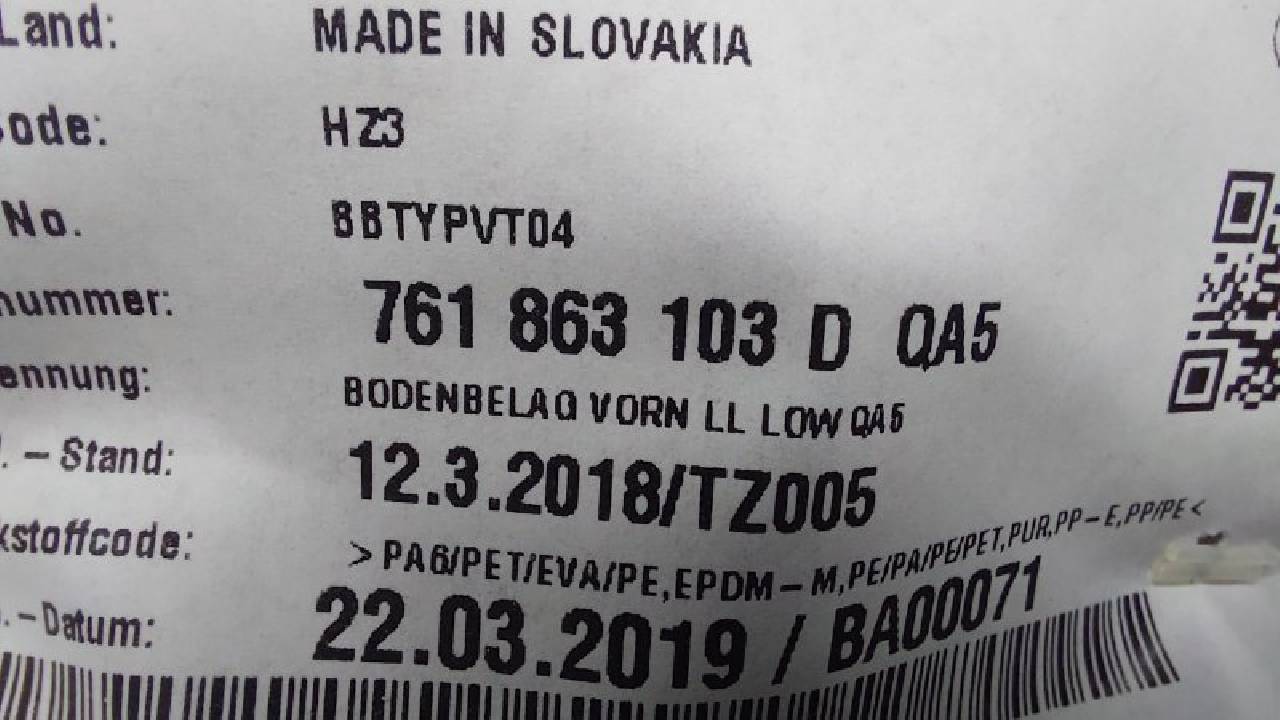 Land: MADE IN SLOVAKIA
ode: HZ3
No. BBTYPVT04
nummer: 761 863 103 D QA5
ennung: BODENBELAG VORN LL LOW QA5
. – Stand: 12.3.2018/TZ005
kstoffcode: > PA6/PET/EVA/PE,EPDM – M,PE/PA/PE/PET,PUR,PP – E,PP/PE <
. – Datum: 22.03.2019 / BA00071